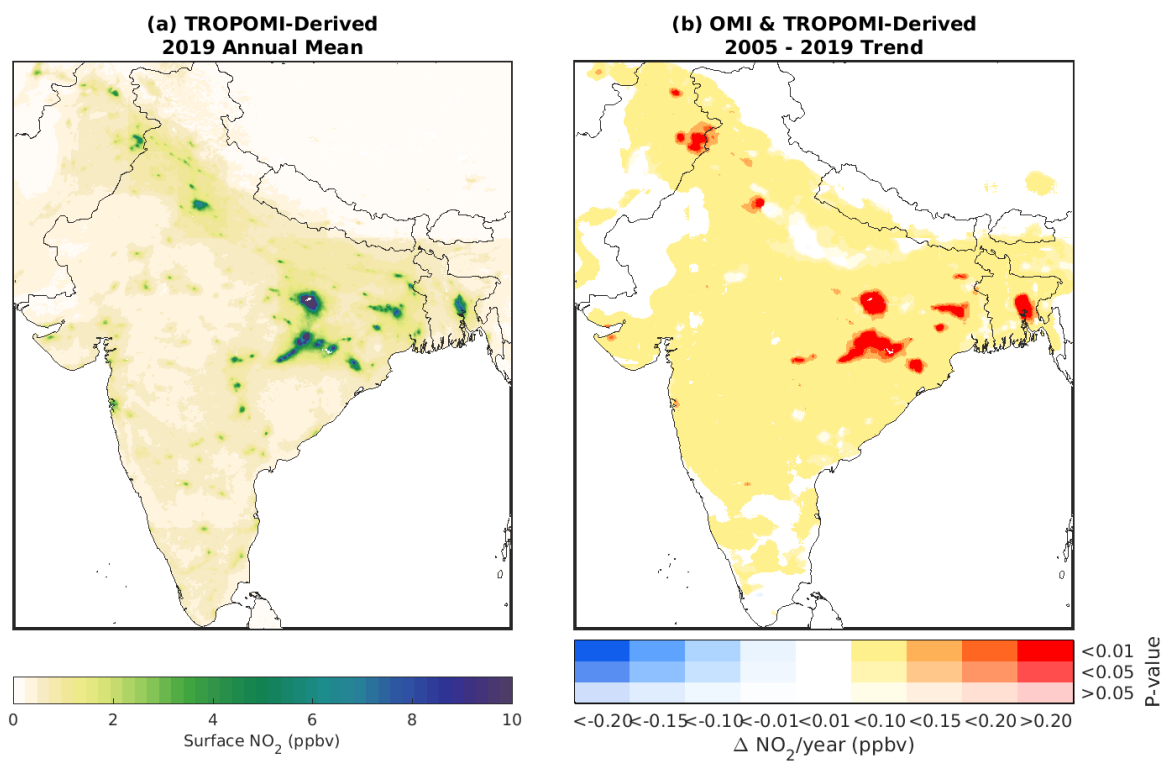 (a) TROPOMI-Derived
2019 Annual Mean
(b) OMI & TROPOMI-Derived
2005 - 2019 Trend
0 2 4 6 8 10
Surface NO₂ (ppbv)
<0.01
<0.05
>0.05
P-value
<-0.20 <-0.15 <-0.10 <-0.01 <0.01 <0.10 <0.15 <0.20 >0.20
Δ NO₂/year (ppbv)